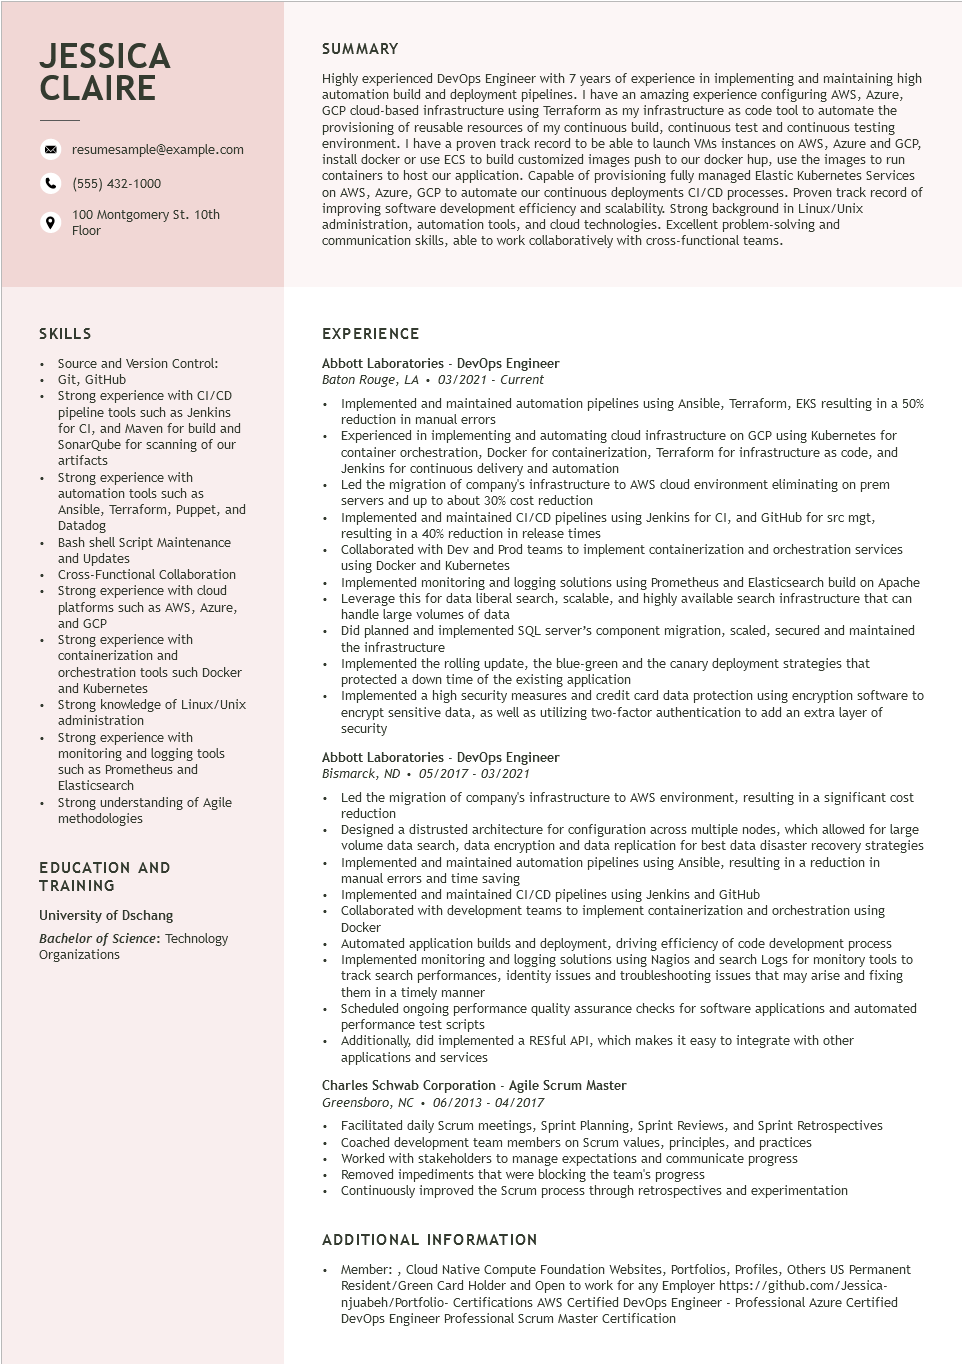 JESSICA
CLAIRE
resumesample@example.com
(555) 432-1000
100 Montgomery St. 10th
Floor
SUMMARY
Highly experienced DevOps Engineer with 7 years of experience in implementing and maintaining high
automation build and deployment pipelines. I have an amazing experience configuring AWS, Azure,
GCP cloud-based infrastructure using Terraform as my infrastructure as code tool to automate the
provisioning of reusable resources of my continuous build, continuous test and continuous testing
environment. I have a proven track record to be able to launch VMs instances on AWS, Azure and GCP,
install docker or use ECS to build customized images push to our docker hup, use the images to run
containers to host our application. Capable of provisioning fully managed Elastic Kubernetes Services
on AWS, Azure, GCP to automate our continuous deployments CI/CD processes. Proven track record of
improving software development efficiency and scalability. Strong background in Linux/Unix
administration, automation tools, and cloud technologies. Excellent problem-solving and
communication skills, able to work collaboratively with cross-functional teams.
SKILLS
• Source and Version Control:
• Git, GitHub
• Strong experience with CI/CD
pipeline tools such as Jenkins
for CI, and Maven for build and
SonarQube for scanning of our
artifacts
• Strong experience with
automation tools such as
Ansible, Terraform, Puppet, and
Datadog
• Bash shell Script Maintenance
and Updates
• Cross-Functional Collaboration
• Strong experience with cloud
platforms such as AWS, Azure,
and GCP
• Strong experience with
containerization and
orchestration tools such Docker
and Kubernetes
• Strong knowledge of Linux/Unix
administration
• Strong experience with
monitoring and logging tools
such as Prometheus and
Elasticsearch
• Strong understanding of Agile
methodologies
EDUCATION AND
TRAINING
University of Dschang
Bachelor of Science: Technology
Organizations
EXPERIENCE
Abbott Laboratories - DevOps Engineer
Baton Rouge, LA • 03/2021 - Current
• Implemented and maintained automation pipelines using Ansible, Terraform, EKS resulting in a 50%
reduction in manual errors
• Experienced in implementing and automating cloud infrastructure on GCP using Kubernetes for
container orchestration, Docker for containerization, Terraform for infrastructure as code, and
Jenkins for continuous delivery and automation
• Led the migration of company's infrastructure to AWS cloud environment eliminating on prem
servers and up to about 30% cost reduction
• Implemented and maintained CI/CD pipelines using Jenkins for CI, and GitHub for src mgt,
resulting in a 40% reduction in release times
• Collaborated with Dev and Prod teams to implement containerization and orchestration services
using Docker and Kubernetes
• Implemented monitoring and logging solutions using Prometheus and Elasticsearch build on Apache
• Leverage this for data liberal search, scalable, and highly available search infrastructure that can
handle large volumes of data
• Did planned and implemented SQL server’s component migration, scaled, secured and maintained
the infrastructure
• Implemented the rolling update, the blue-green and the canary deployment strategies that
protected a down time of the existing application
• Implemented a high security measures and credit card data protection using encryption software to
encrypt sensitive data, as well as utilizing two-factor authentication to add an extra layer of
security
Abbott Laboratories - DevOps Engineer
Bismarck, ND • 05/2017 - 03/2021
• Led the migration of company's infrastructure to AWS environment, resulting in a significant cost
reduction
• Designed a distrusted architecture for configuration across multiple nodes, which allowed for large
volume data search, data encryption and data replication for best data disaster recovery strategies
• Implemented and maintained automation pipelines using Ansible, resulting in a reduction in
manual errors and time saving
• Implemented and maintained CI/CD pipelines using Jenkins and GitHub
• Collaborated with development teams to implement containerization and orchestration using
Docker
• Automated application builds and deployment, driving efficiency of code development process
• Implemented monitoring and logging solutions using Nagios and search Logs for monitory tools to
track search performances, identity issues and troubleshooting issues that may arise and fixing
them in a timely manner
• Scheduled ongoing performance quality assurance checks for software applications and automated
performance test scripts
• Additionally, did implemented a RESful API, which makes it easy to integrate with other
applications and services
Charles Schwab Corporation - Agile Scrum Master
Greensboro, NC • 06/2013 - 04/2017
• Facilitated daily Scrum meetings, Sprint Planning, Sprint Reviews, and Sprint Retrospectives
• Coached development team members on Scrum values, principles, and practices
• Worked with stakeholders to manage expectations and communicate progress
• Removed impediments that were blocking the team's progress
• Continuously improved the Scrum process through retrospectives and experimentation
ADDITIONAL INFORMATION
• Member: , Cloud Native Compute Foundation Websites, Portfolios, Profiles, Others US Permanent
Resident/Green Card Holder and Open to work for any Employer https://github.com/Jessica-
njuabeh/Portfolio- Certifications AWS Certified DevOps Engineer - Professional Azure Certified
DevOps Engineer Professional Scrum Master Certification